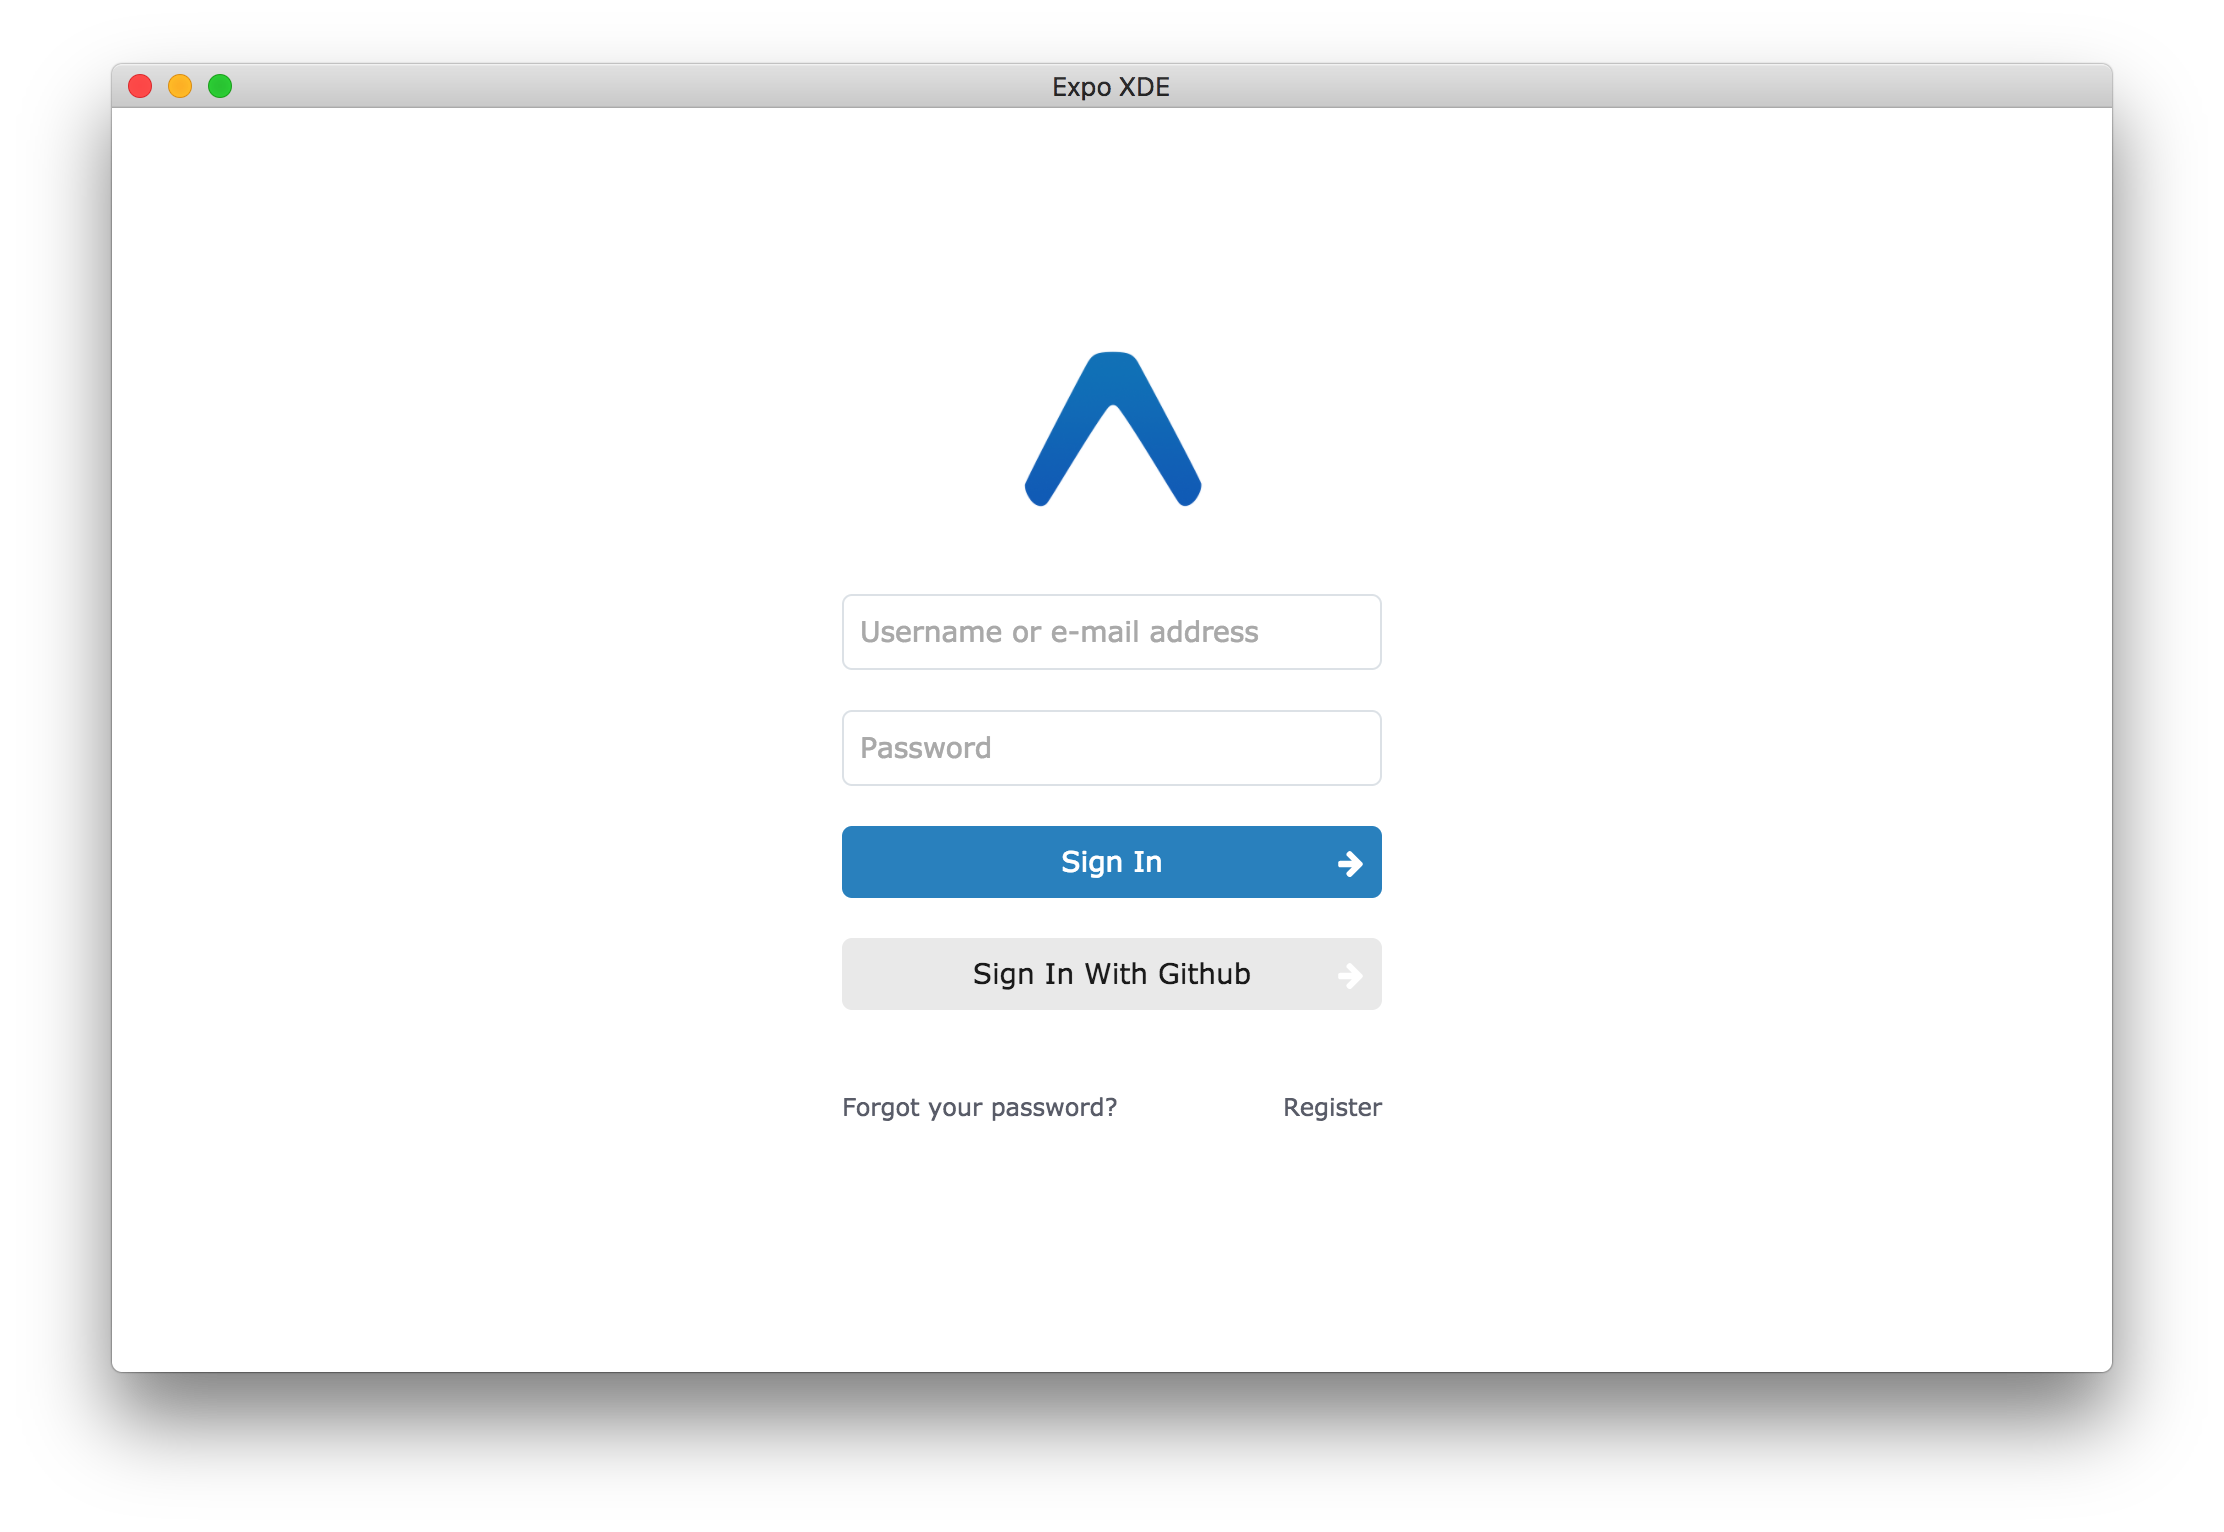 Expo XDE
Username or e-mail address
Password
Sign In
Sign In With Github
Forgot your password?
Register